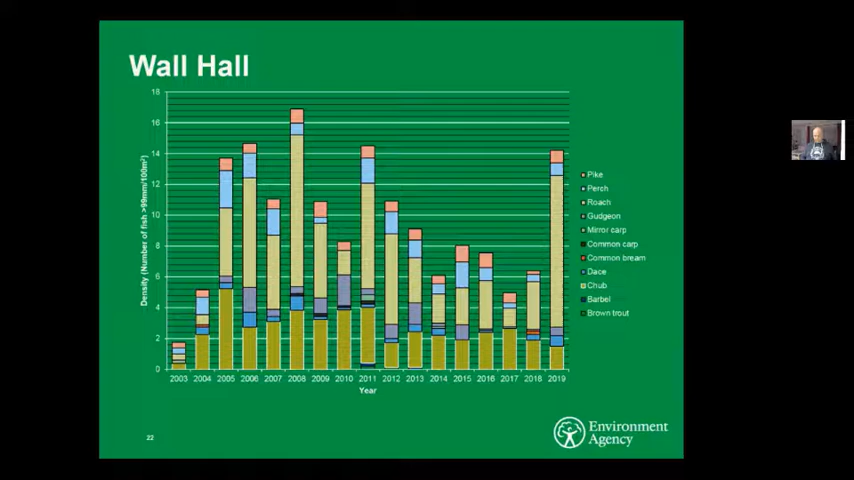 Wall Hall
18
16
14
12
10
8
6
4
2
0
Density (Number of fish >99mm/100m²)
2003 2004 2005 2006 2007 2008 2009 2010 2011 2012 2013 2014 2015 2016 2017 2018 2019
Year
Pike
Perch
Roach
Gudgeon
Mirror carp
Common carp
Common bream
Dace
Chub
Barbel
Brown trout
22
Environment
Agency